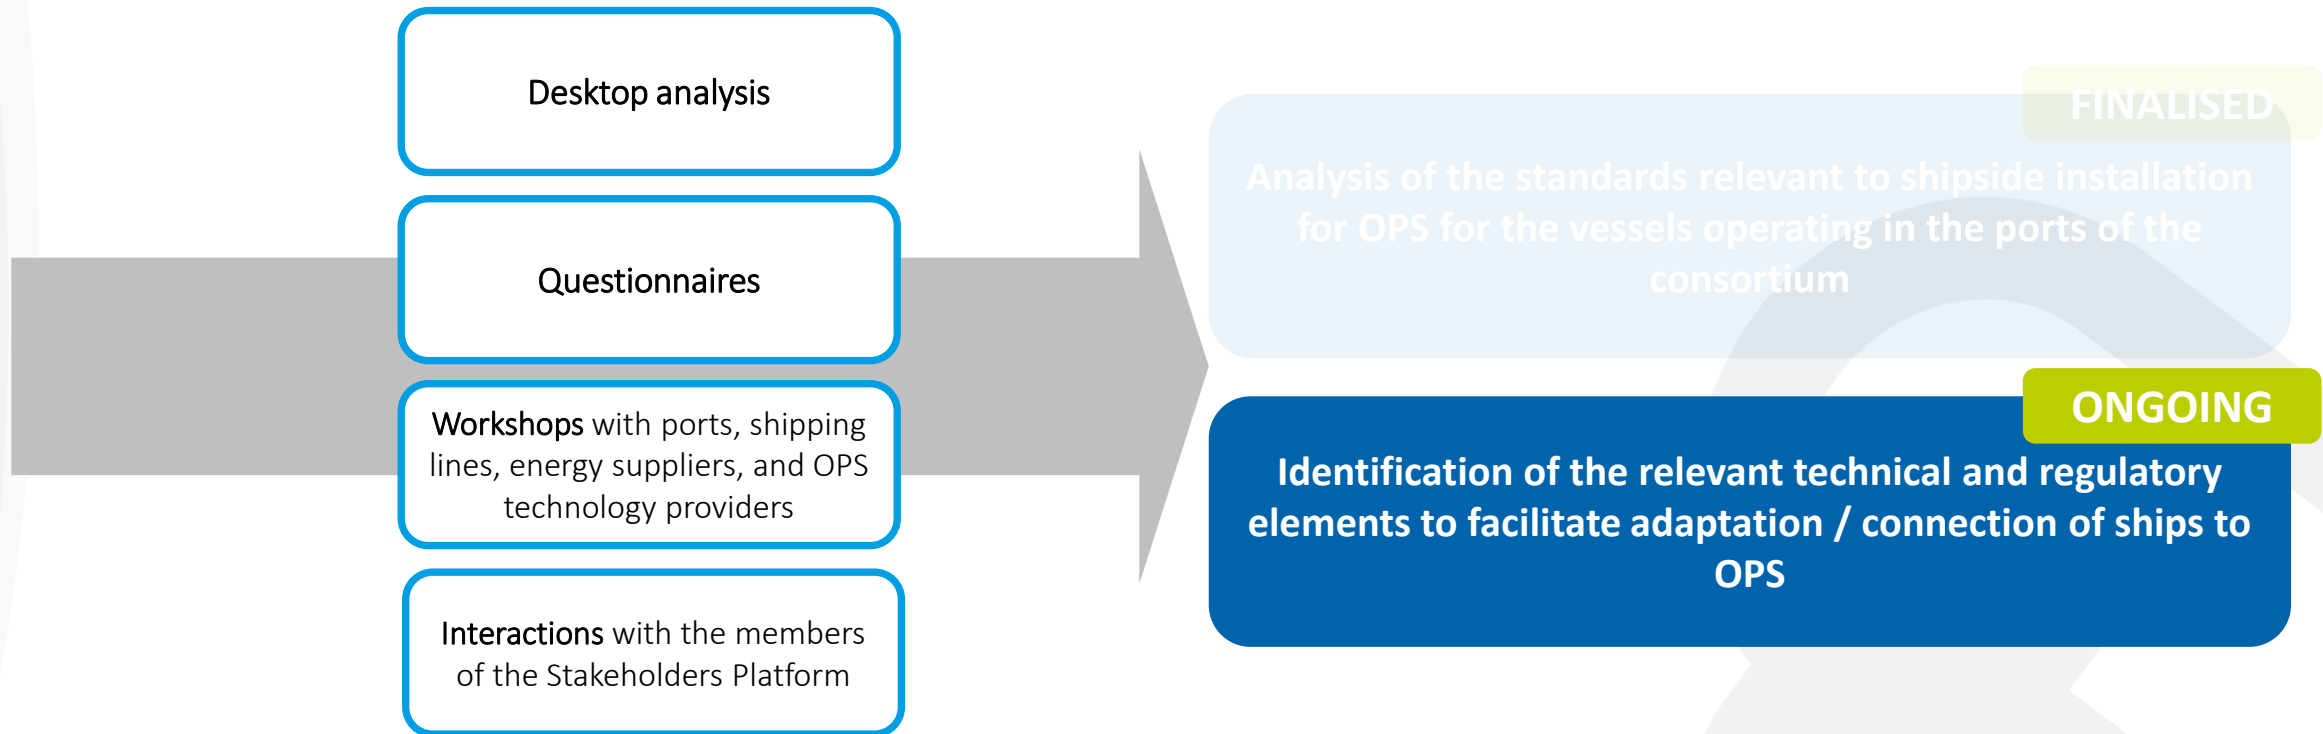 Desktop analysis
Questionnaires
Workshops with ports, shipping
lines, energy suppliers, and OPS
technology providers
Interactions with the members
of the Stakeholders Platform
FINALISED
Analysis of the standards relevant to shipside installation
for OPS for the vessels operating in the ports of the
consortium
ONGOING
Identification of the relevant technical and regulatory
elements to facilitate adaptation / connection of ships to
OPS